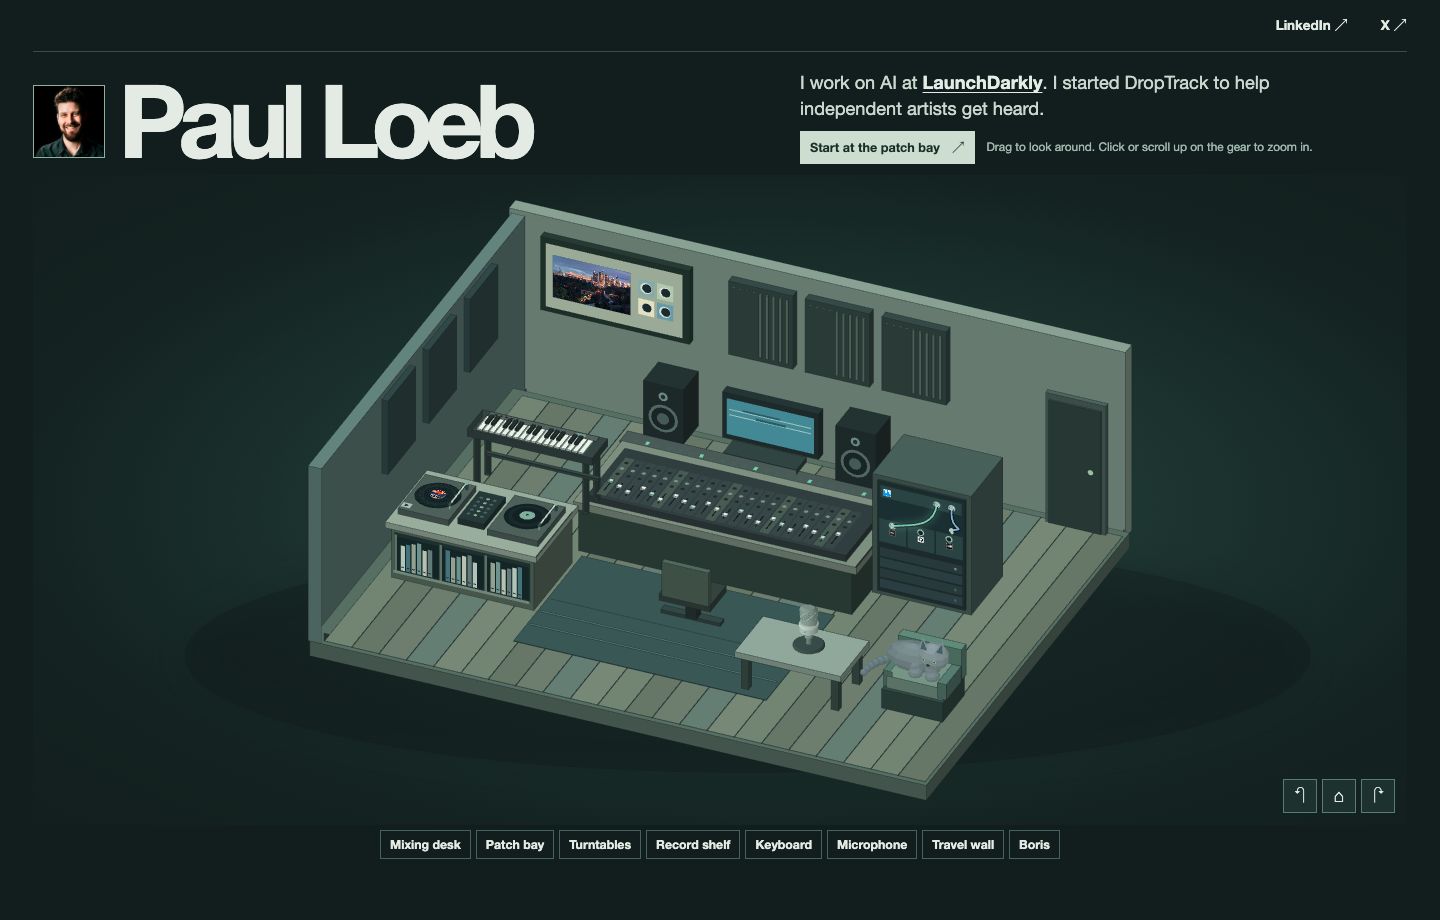 LinkedIn
X
Paul Loeb
I work on AI at LaunchDarkly. I started DropTrack to help
independent artists get heard.
Start at the patch bay
Drag to look around. Click or scroll up on the gear to zoom in.
Mixing desk
Patch bay
Turntables
Record shelf
Keyboard
Microphone
Travel wall
Boris